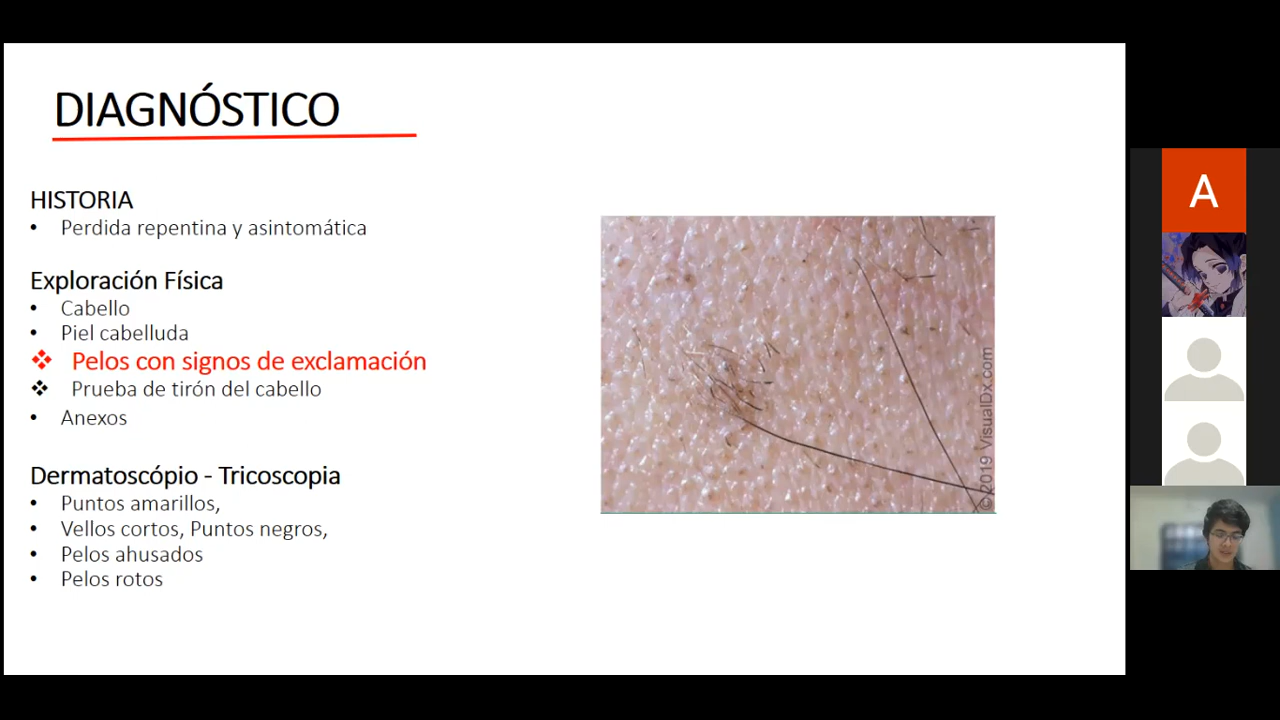 DIAGNÓSTICO
HISTORIA
• Perdida repentina y asintomática
Exploración Física
• Cabello
• Piel cabelluda
❖ Pelos con signos de exclamación
❖ Prueba de tirón del cabello
• Anexos
Dermatoscópio - Tricoscopia
• Puntos amarillos,
• Vellos cortos, Puntos negros,
• Pelos ahusados
• Pelos rotos
© 2019 VisualDx.com
A